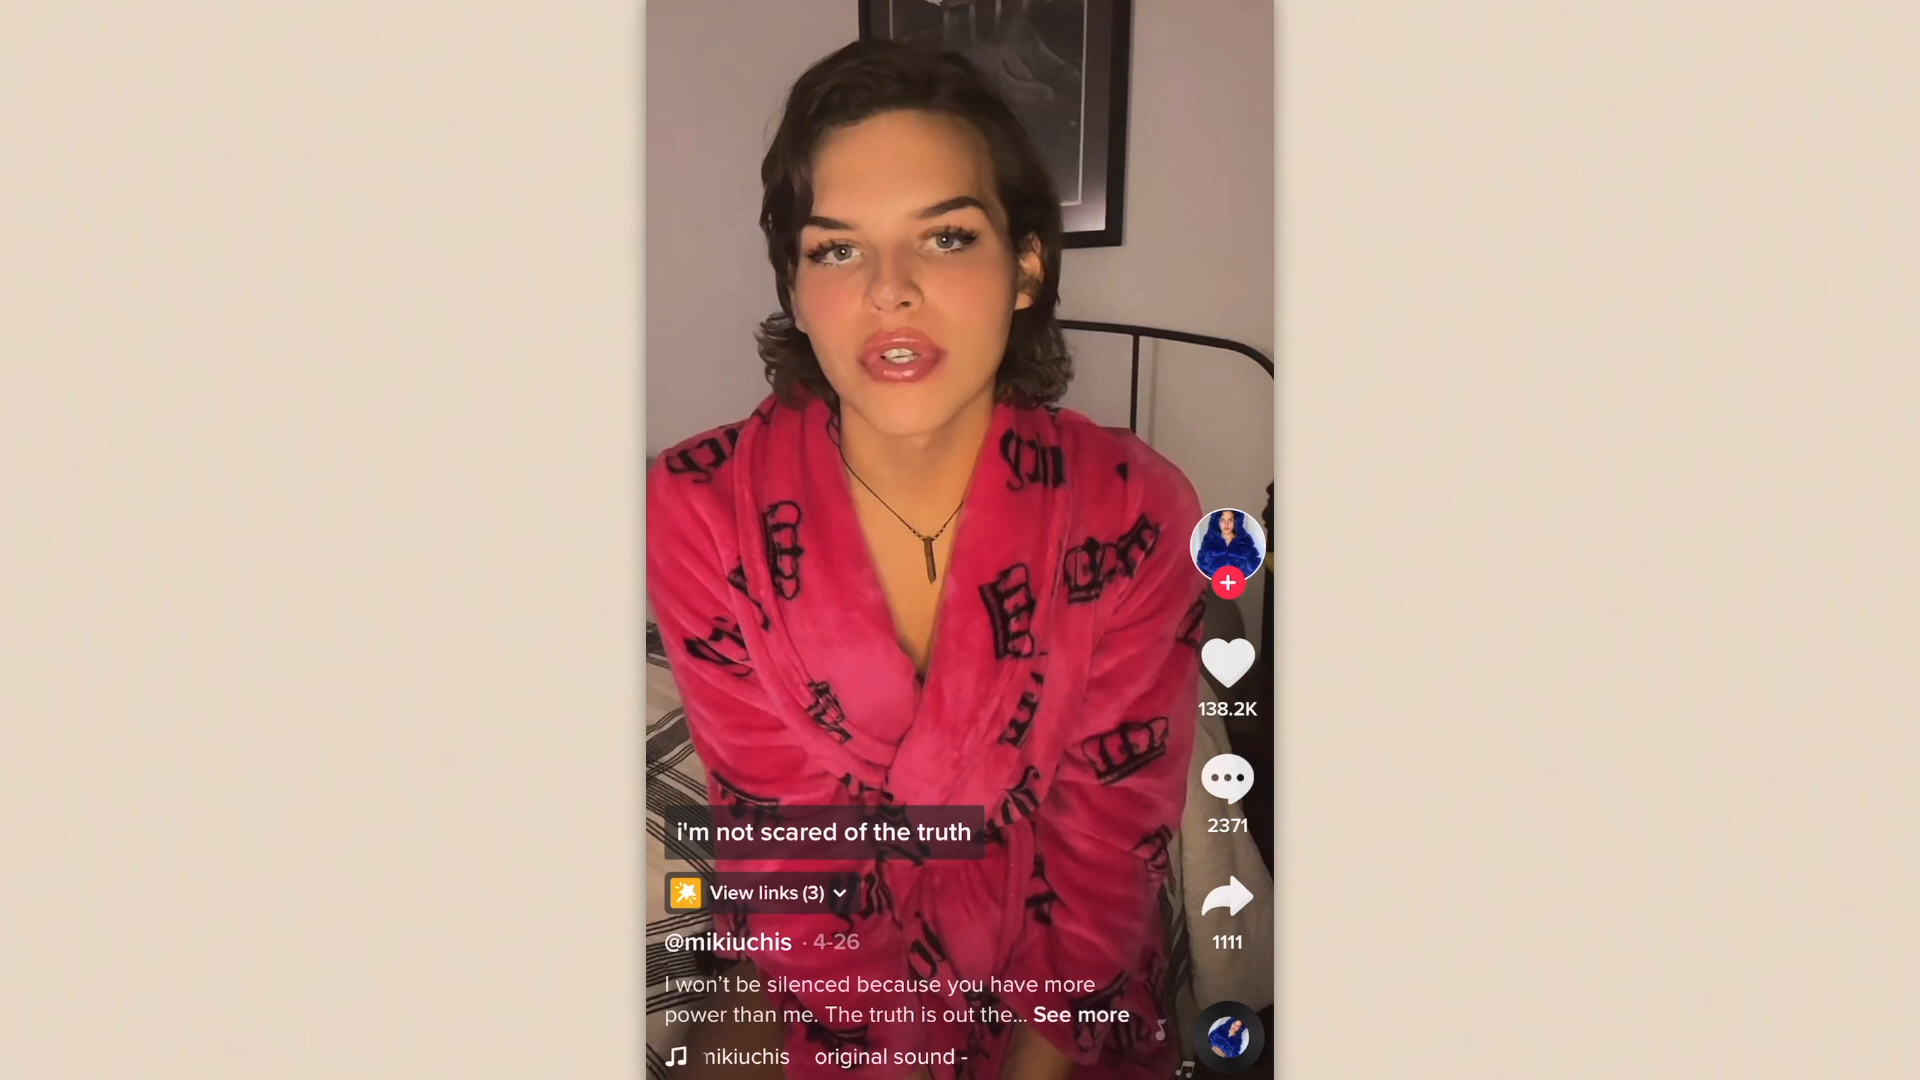 138.2K
2371
i'm not scared of the truth
View links (3)
1111
@mikiuchis · 4-26
I won’t be silenced because you have more
power than me. The truth is out the... See more
nikiuchis original sound -